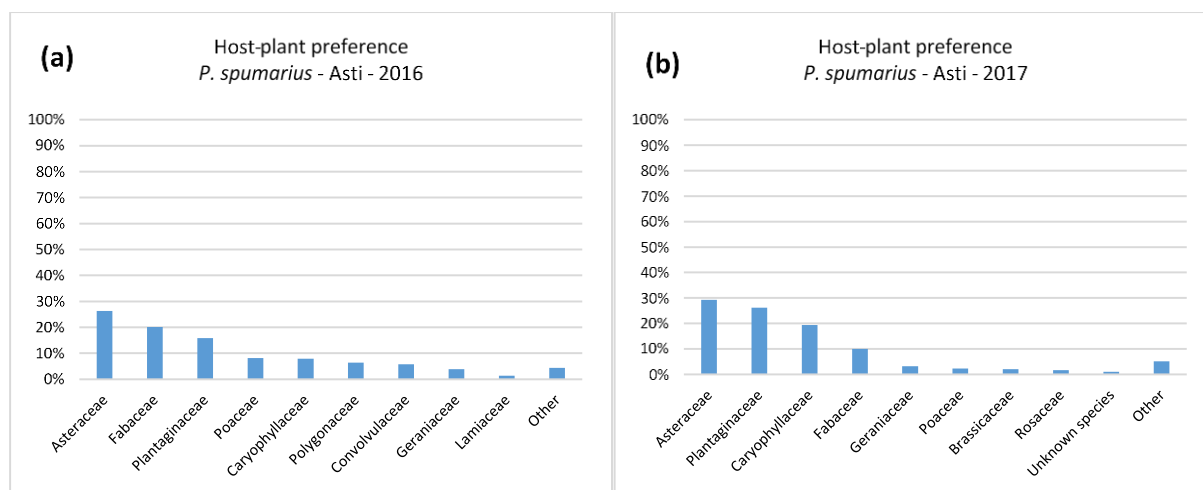 (a)
Host-plant preference
P. spumarius - Asti - 2016
100%
90%
80%
70%
60%
50%
40%
30%
20%
10%
0%
Asteraceae
Fabaceae
Plantaginaceae
Poaceae
Caryophyllaceae
Polygonaceae
Convolvulaceae
Geraniaceae
Lamiaceae
Other
(b)
Host-plant preference
P. spumarius - Asti - 2017
100%
90%
80%
70%
60%
50%
40%
30%
20%
10%
0%
Asteraceae
Plantaginaceae
Caryophyllaceae
Fabaceae
Geraniaceae
Poaceae
Brassicaceae
Rosaceae
Unknown species
Other